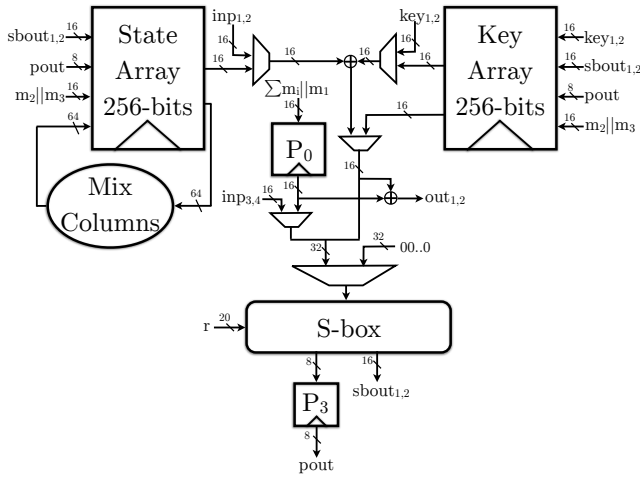 inp1,2
key1,2
16
State
Array
256-bits
sbout1,2
16
pout
8
m2||m3
16
64
16
16
16
16
16
16
Key
Array
256-bits
16
key1,2
16
sbout1,2
8
pout
16
m2||m3
∑mi||m1
16
P0
16
16
Mix
Columns
64
inp3,4
16
16
out1,2
32
32
00..0
r
20
S-box
8
16
sbout1,2
P3
8
pout